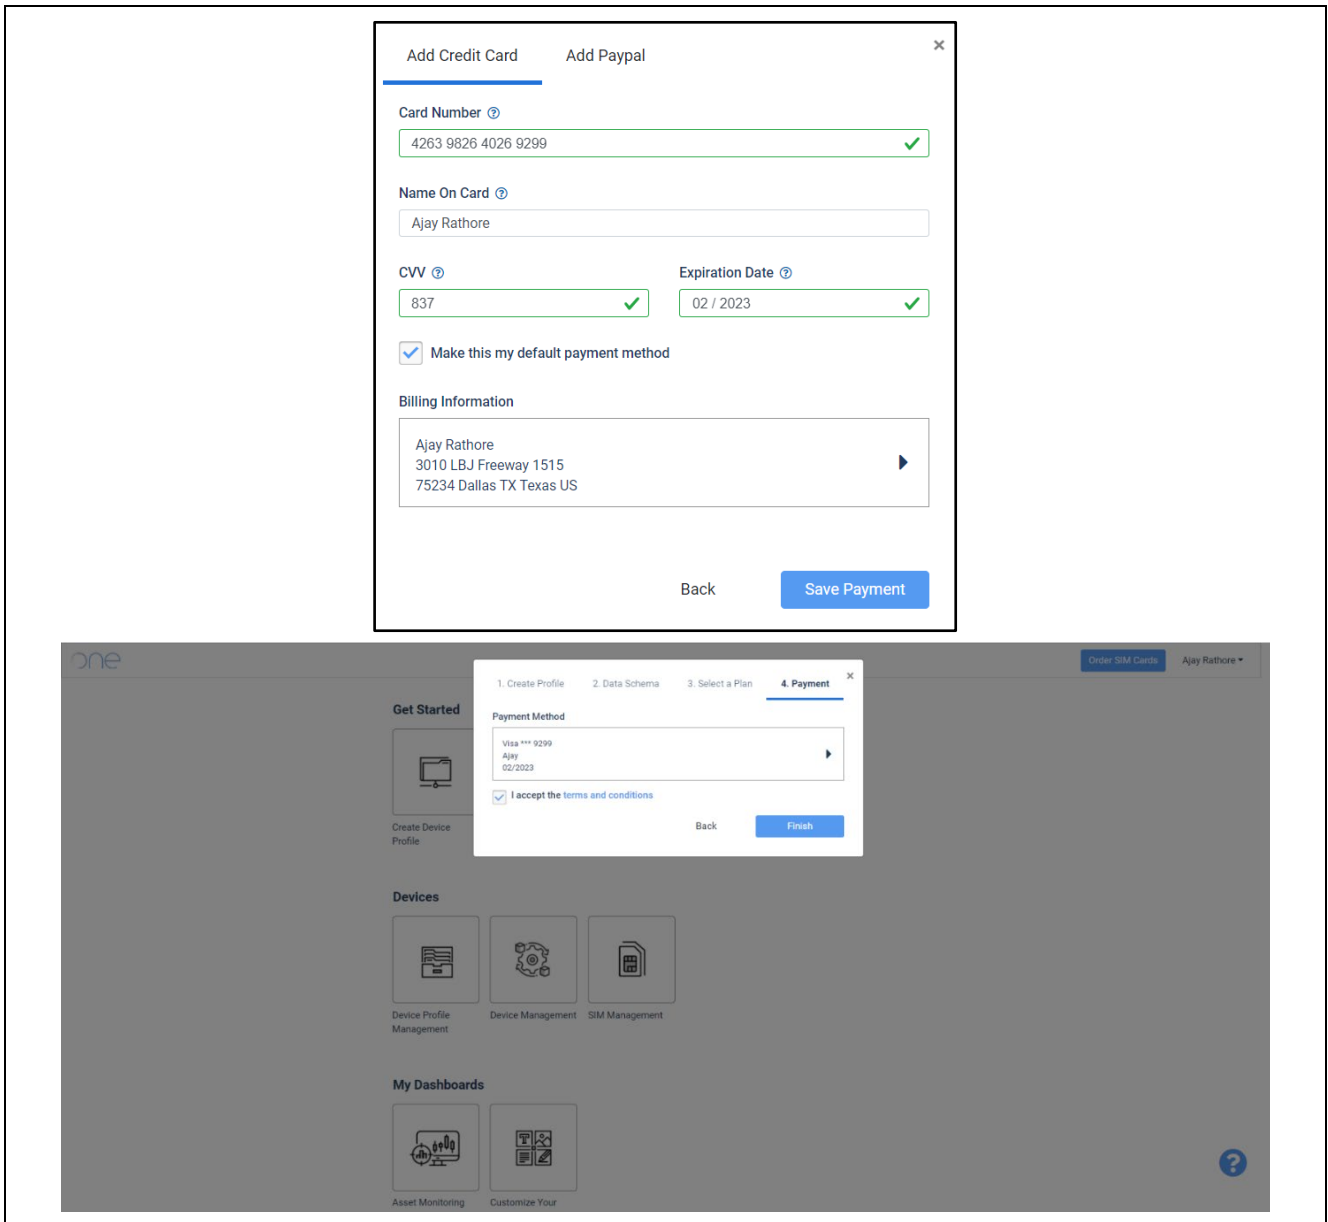 Add Credit Card Add Paypal ×
Card Number ?
4263 9826 4026 9299
Name On Card ?
Ajay Rathore
CVV ? Expiration Date ?
837 02 / 2023
Make this my default payment method
Billing Information
Ajay Rathore
3010 LBJ Freeway 1515
75234 Dallas TX Texas US
Back Save Payment
one Order SIM Cards Ajay Rathore
1. Create Profile 2. Data Schema 3. Select a Plan 4. Payment ×
Payment Method
Visa *** 9299
Ajay
02/2023
I accept the terms and conditions
Back Finish
Get Started
Create Device
Profile
Devices
Device Profile
Management
Device Management
SIM Management
My Dashboards
Asset Monitoring
Customize Your
?